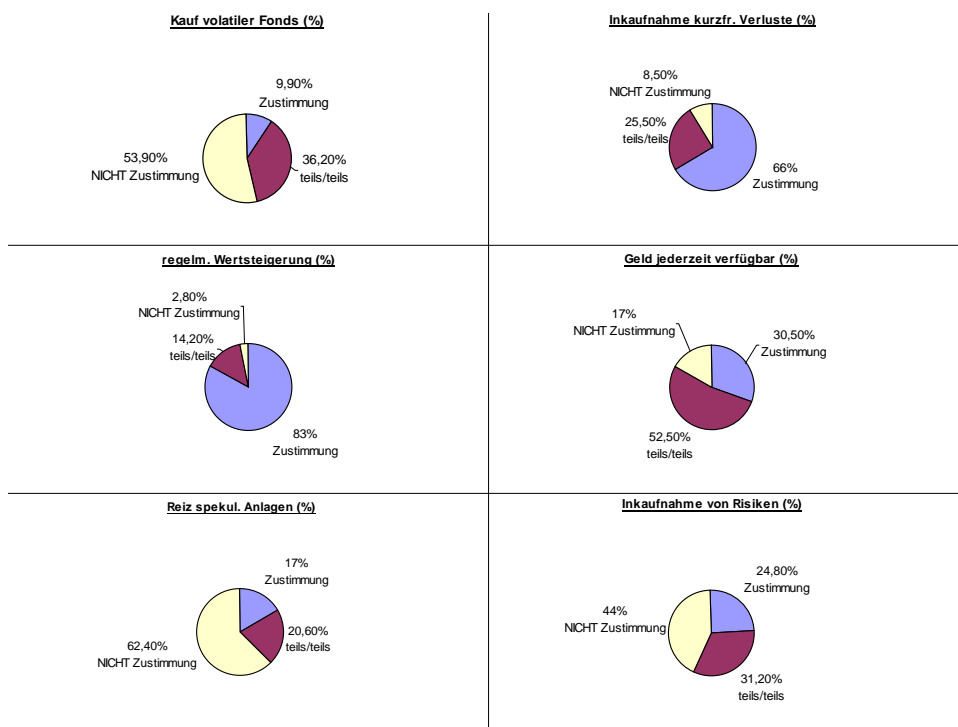 Kauf volatiler Fonds (%)
9,90%
Zustimmung
53,90%
NICHT Zustimmung
36,20%
teils/teils
Inkaufnahme kurzfr. Verluste (%)
8,50%
NICHT Zustimmung
25,50%
teils/teils
66%
Zustimmung
regelm. Wertsteigerung (%)
2,80%
NICHT Zustimmung
14,20%
teils/teils
83%
Zustimmung
Geld jederzeit verfügbar (%)
17%
NICHT Zustimmung
30,50%
Zustimmung
52,50%
teils/teils
Reiz spekul. Anlagen (%)
17%
Zustimmung
62,40%
NICHT Zustimmung
20,60%
teils/teils
Inkaufnahme von Risiken (%)
24,80%
Zustimmung
44%
NICHT Zustimmung
31,20%
teils/teils